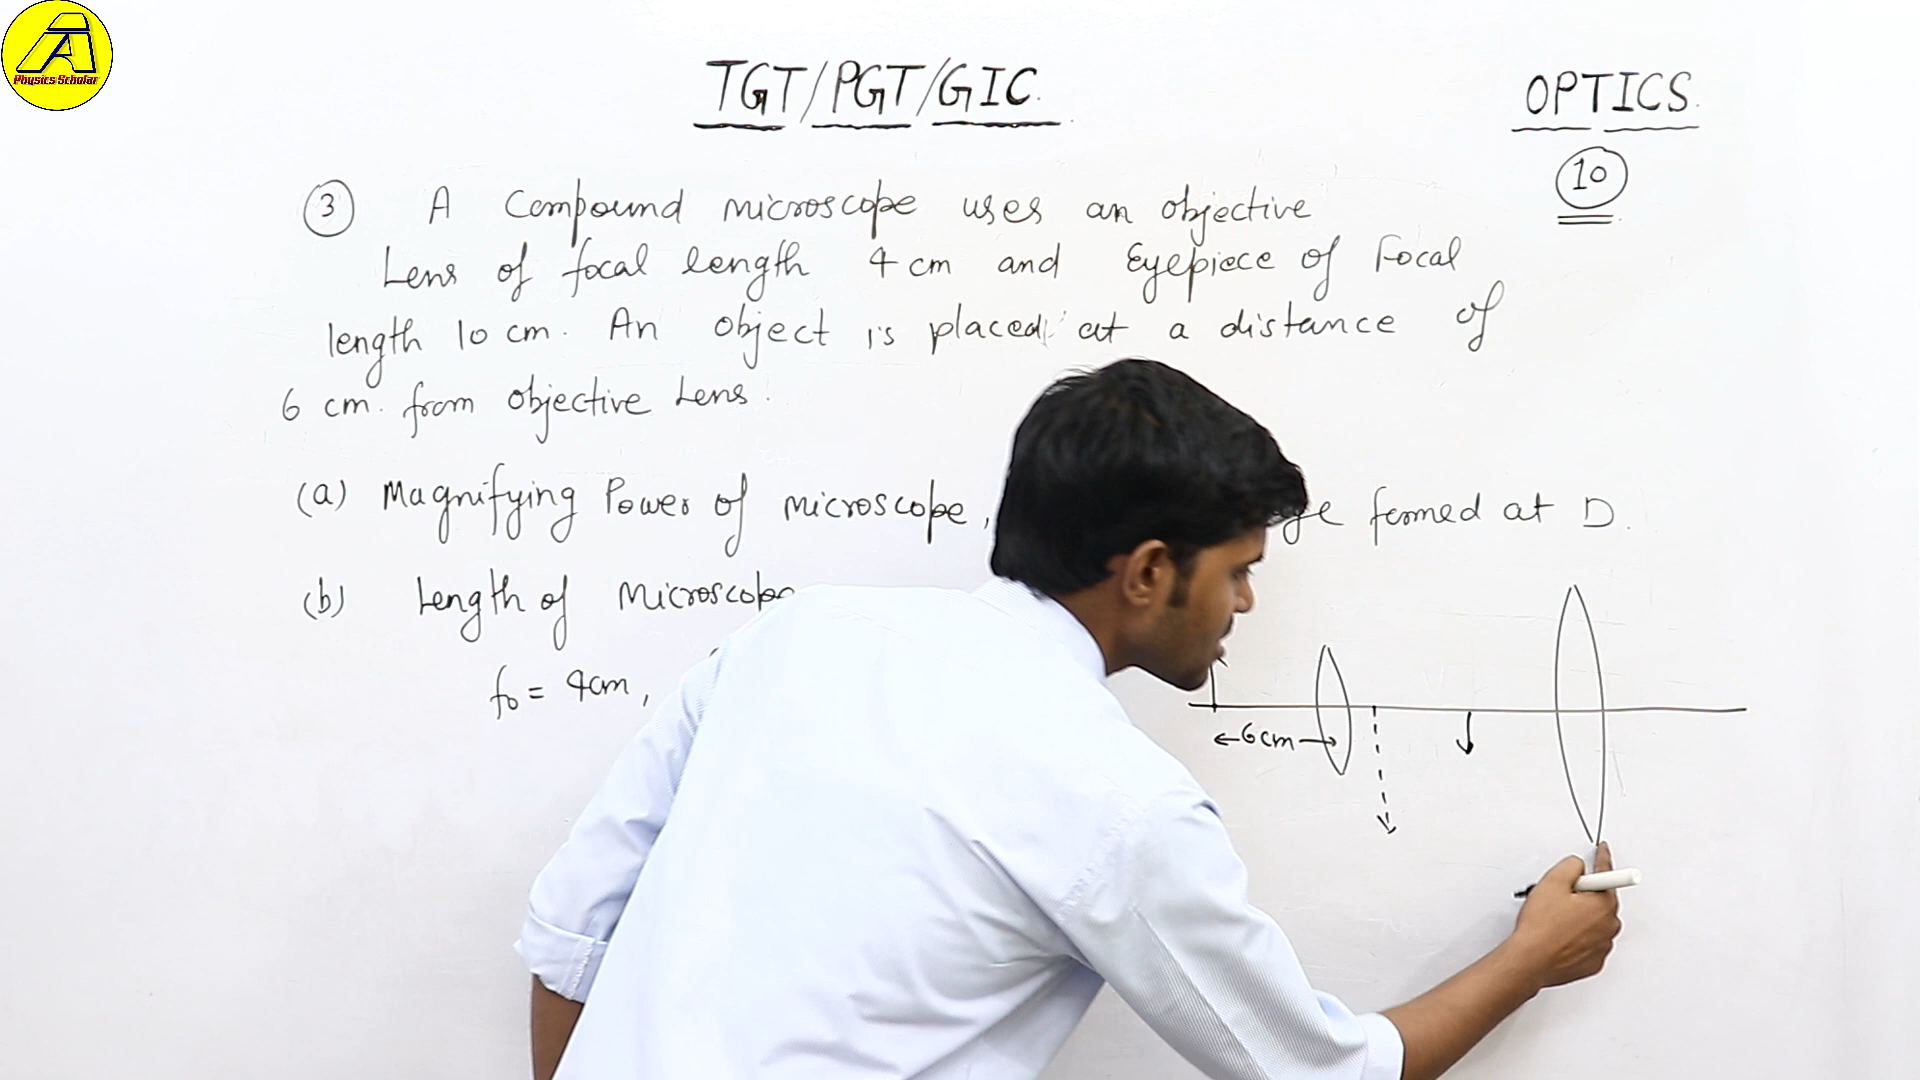 Physics Scholar
TGT/PGT/GIC.
OPTICS.
10
3 A compound microscope uses an objective
Lens of focal length 4 cm and Eyepiece of Focal
length 10 cm. An object is placed at a distance of
6 cm. from objective Lens.
(a) Magnifying Power of microscope, formed at D.
(b) Length of Microscope
fo = 4cm,
6cm